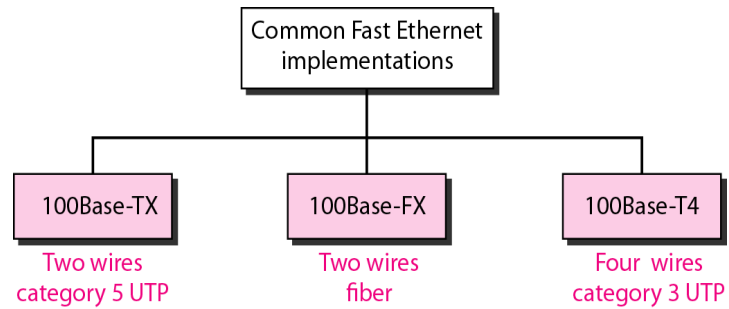 Common Fast Ethernet
implementations
100Base-TX
100Base-FX
100Base-T4
Two wires
category 5 UTP
Two wires
fiber
Four wires
category 3 UTP